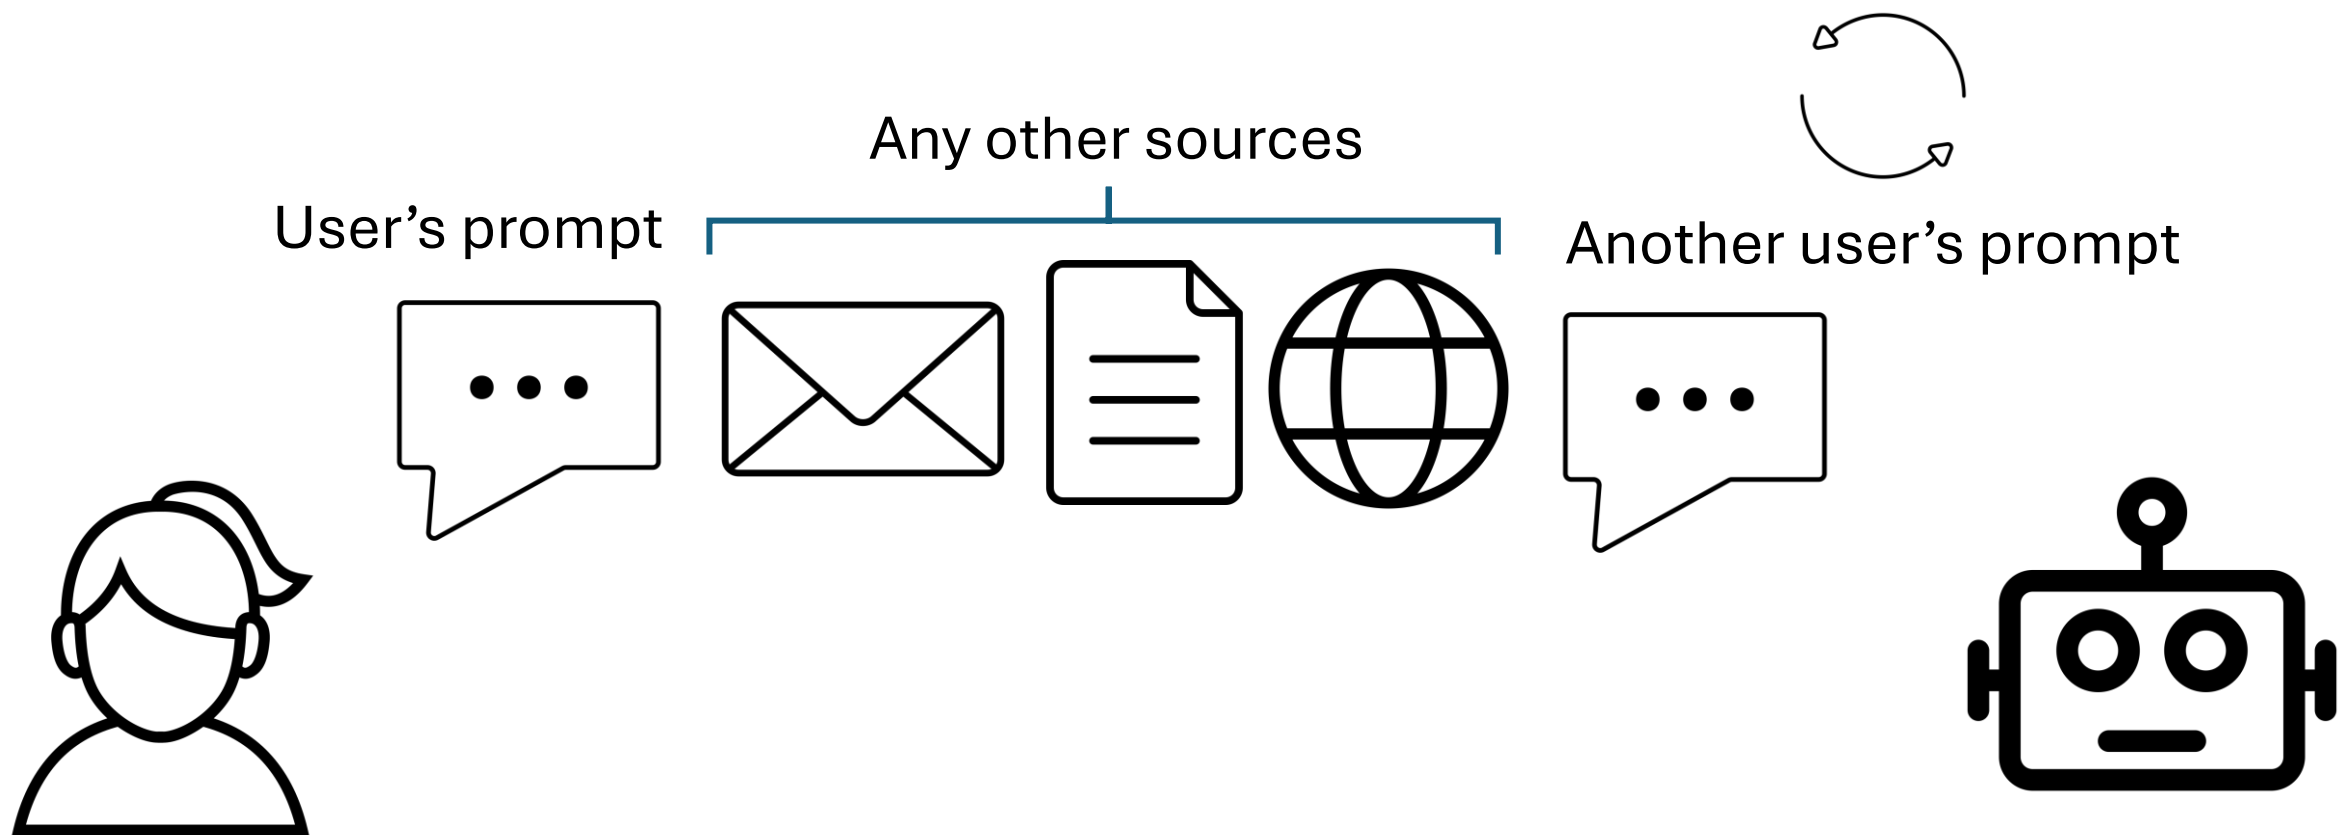 Any other sources
User’s prompt
Another user’s prompt